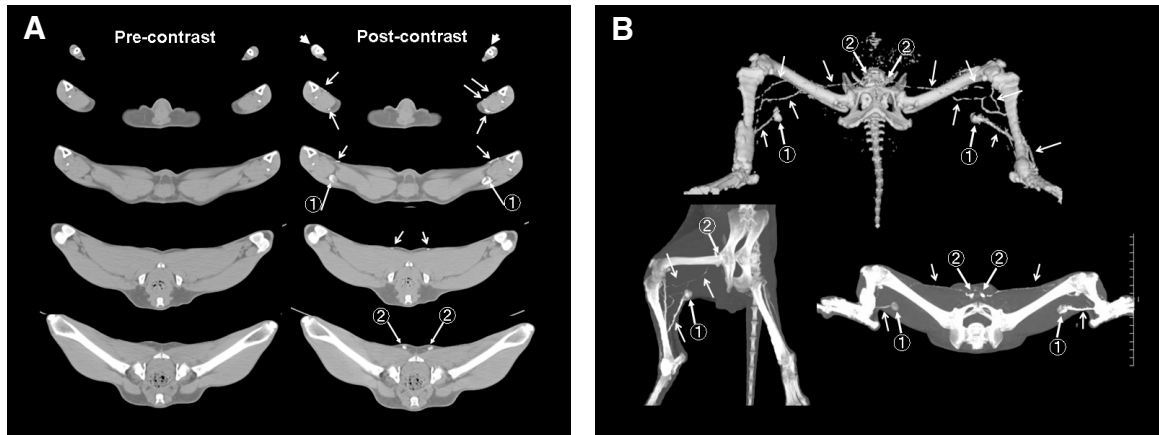 A
Pre-contrast
Post-contrast
① ①
② ②
B
② ②
① ①
②
①
② ②
① ①